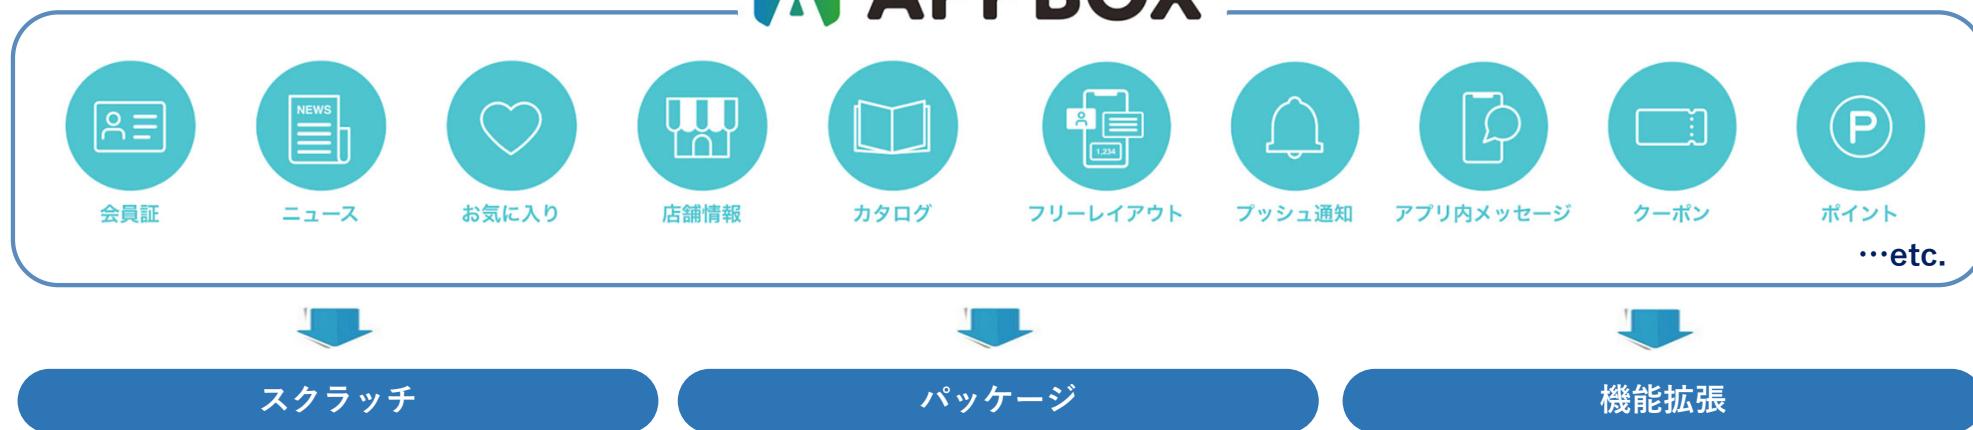 APPBOX
NEWS
1,234
P
会員証
ニュース
お気に入り
店舗情報
カタログ
フリーレイアウト
プッシュ通知
アプリ内メッセージ
クーポン
ポイント
…etc.
スクラッチ
パッケージ
機能拡張